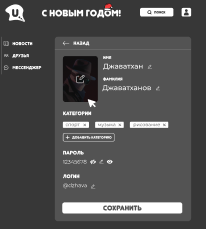 U
С НОВЫМ ГОДОМ!
ПОИСК
НОВОСТИ
ДРУЗЬЯ
МЕССЕНДЖЕР
НАЗАД
ИМЯ
Джаватхан
ФАМИЛИЯ
Джаватханов
КАТЕГОРИИ
спорт × музыка × рисование ×
+ ДОБАВИТЬ КАТЕГОРИЮ
ПАРОЛЬ
12345678
ЛОГИН
@djhava
СОХРАНИТЬ